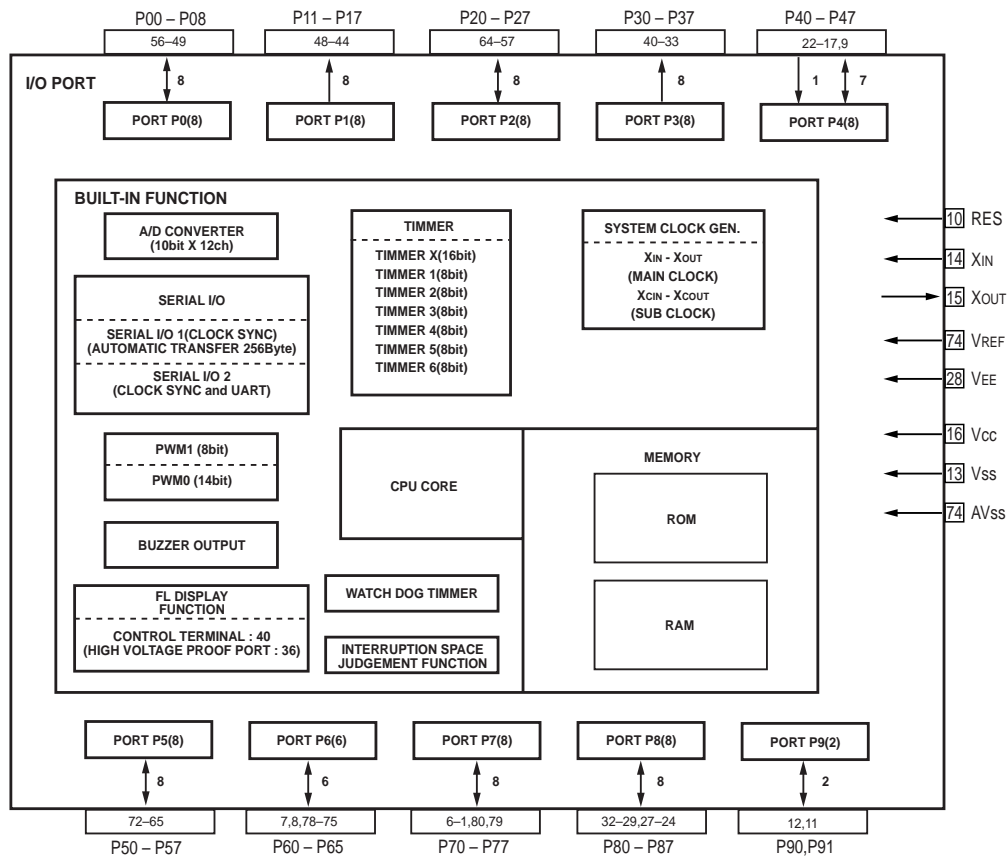 P00 – P08
P11 – P17
P20 – P27
P30 – P37
P40 – P47
56–49
48–44
64–57
40–33
22–17,9
I/O PORT
8
8
8
8
1
7
PORT P0(8)
PORT P1(8)
PORT P2(8)
PORT P3(8)
PORT P4(8)
BUILT-IN FUNCTION
A/D CONVERTER
(10bit X 12ch)
SERIAL I/O
SERIAL I/O 1(CLOCK SYNC)
(AUTOMATIC TRANSFER 256Byte)
SERIAL I/O 2
(CLOCK SYNC and UART)
PWM1 (8bit)
PWM0 (14bit)
BUZZER OUTPUT
FL DISPLAY
FUNCTION
CONTROL TERMINAL : 40
(HIGH VOLTAGE PROOF PORT : 36)
TIMMER
TIMMER X(16bit)
TIMMER 1(8bit)
TIMMER 2(8bit)
TIMMER 3(8bit)
TIMMER 4(8bit)
TIMMER 5(8bit)
TIMMER 6(8bit)
SYSTEM CLOCK GEN.
XIN - XOUT
(MAIN CLOCK)
XCIN - XCOUT
(SUB CLOCK)
CPU CORE
WATCH DOG TIMMER
INTERRUPTION SPACE
JUDGEMENT FUNCTION
MEMORY
ROM
RAM
10 RES
14 XIN
15 XOUT
74 VREF
28 VEE
16 VCC
13 VSS
74 AVSS
PORT P5(8)
PORT P6(6)
PORT P7(8)
PORT P8(8)
PORT P9(2)
8
6
8
8
2
72–65
7,8,78–75
6–1,80,79
32–29,27–24
12,11
P50 – P57
P60 – P65
P70 – P77
P80 – P87
P90,P91